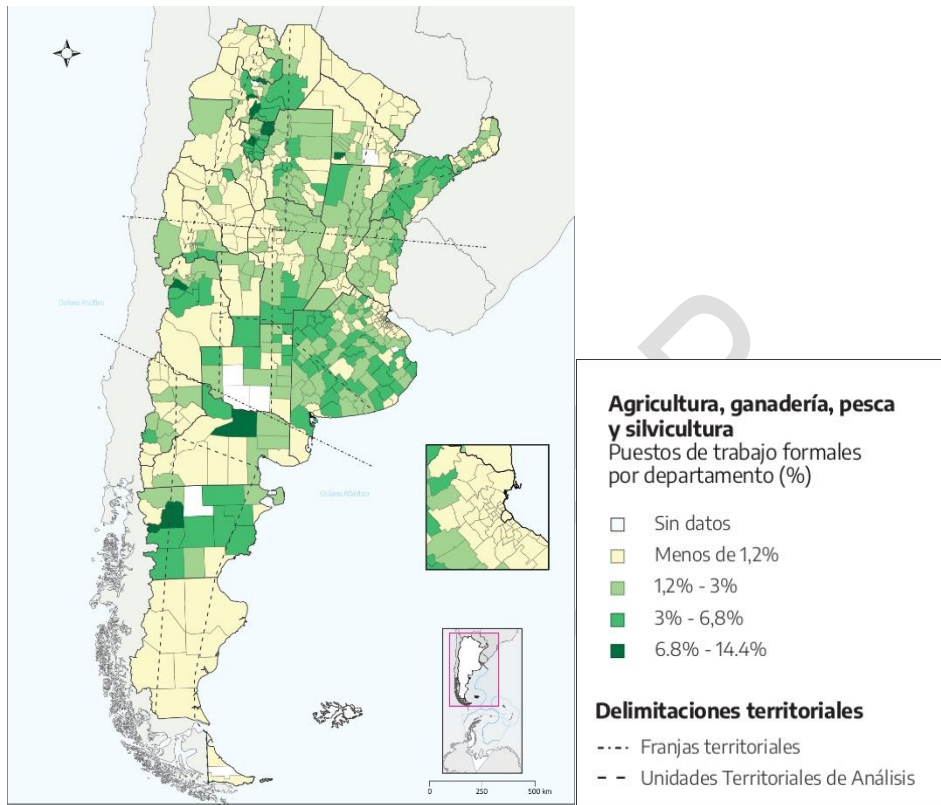 Océano Pacífico
Océano Atlántico
0 250 500 km
Agricultura, ganadería, pesca
y silvicultura
Puestos de trabajo formales
por departamento (%)
Sin datos
Menos de 1,2%
1,2% - 3%
3% - 6,8%
6.8% - 14.4%
Delimitaciones territoriales
Franjas territoriales
Unidades Territoriales de Análisis